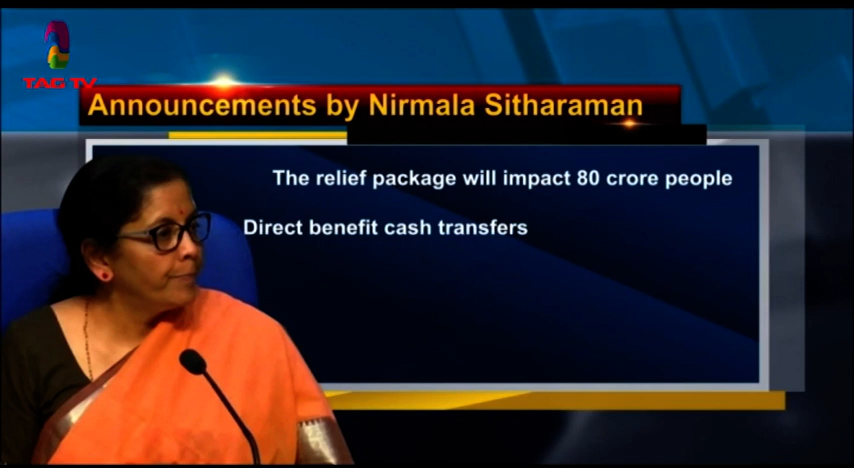 TAG TV
Announcements by Nirmala Sitharaman
The relief package will impact 80 crore people
Direct benefit cash transfers